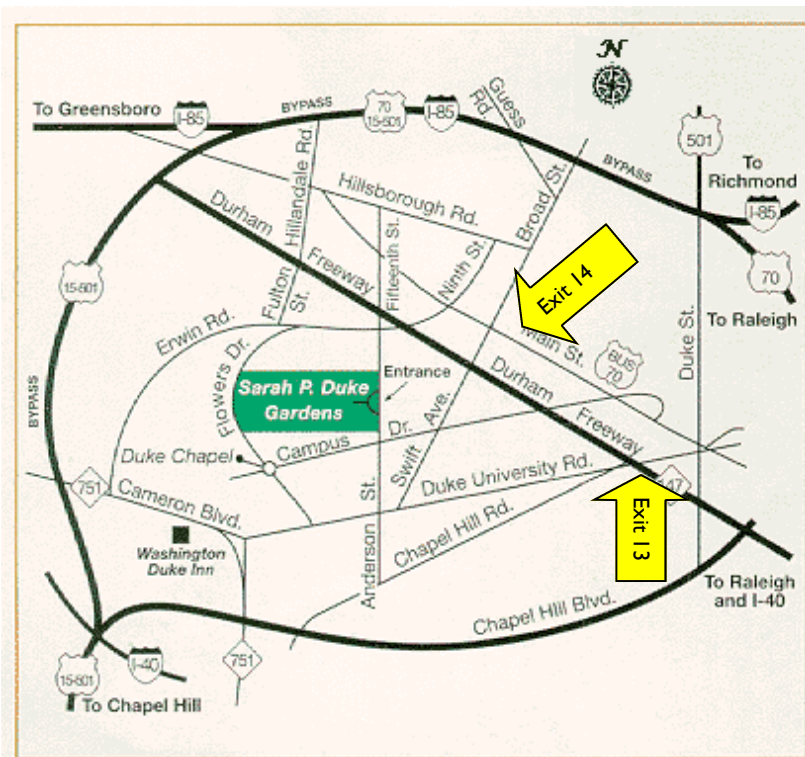 N
To Greensboro
I-85
BYPASS
70
15-501
I-85
Guess
Rd.
BYPASS
501
To
Richmond
I-85
70
To Raleigh
Hillandale Rd.
Hillsborough Rd.
Broad St.
Durham
Freeway
Fifteenth St.
Ninth St.
Exit 14
15-501
Fulton
St.
Erwin Rd.
Main St.
BUS
70
Duke St.
Flowers Dr.
Sarah P. Duke
Gardens
Entrance
Durham
Freeway
BYPASS
Duke Chapel
Campus
Dr.
Swift Ave.
Duke University Rd.
751
Cameron Blvd.
Washington
Duke Inn
Anderson St.
Chapel Hill Rd.
Exit 13
To Raleigh
and I-40
Chapel Hill Blvd.
751
I-40
15-501
To Chapel Hill